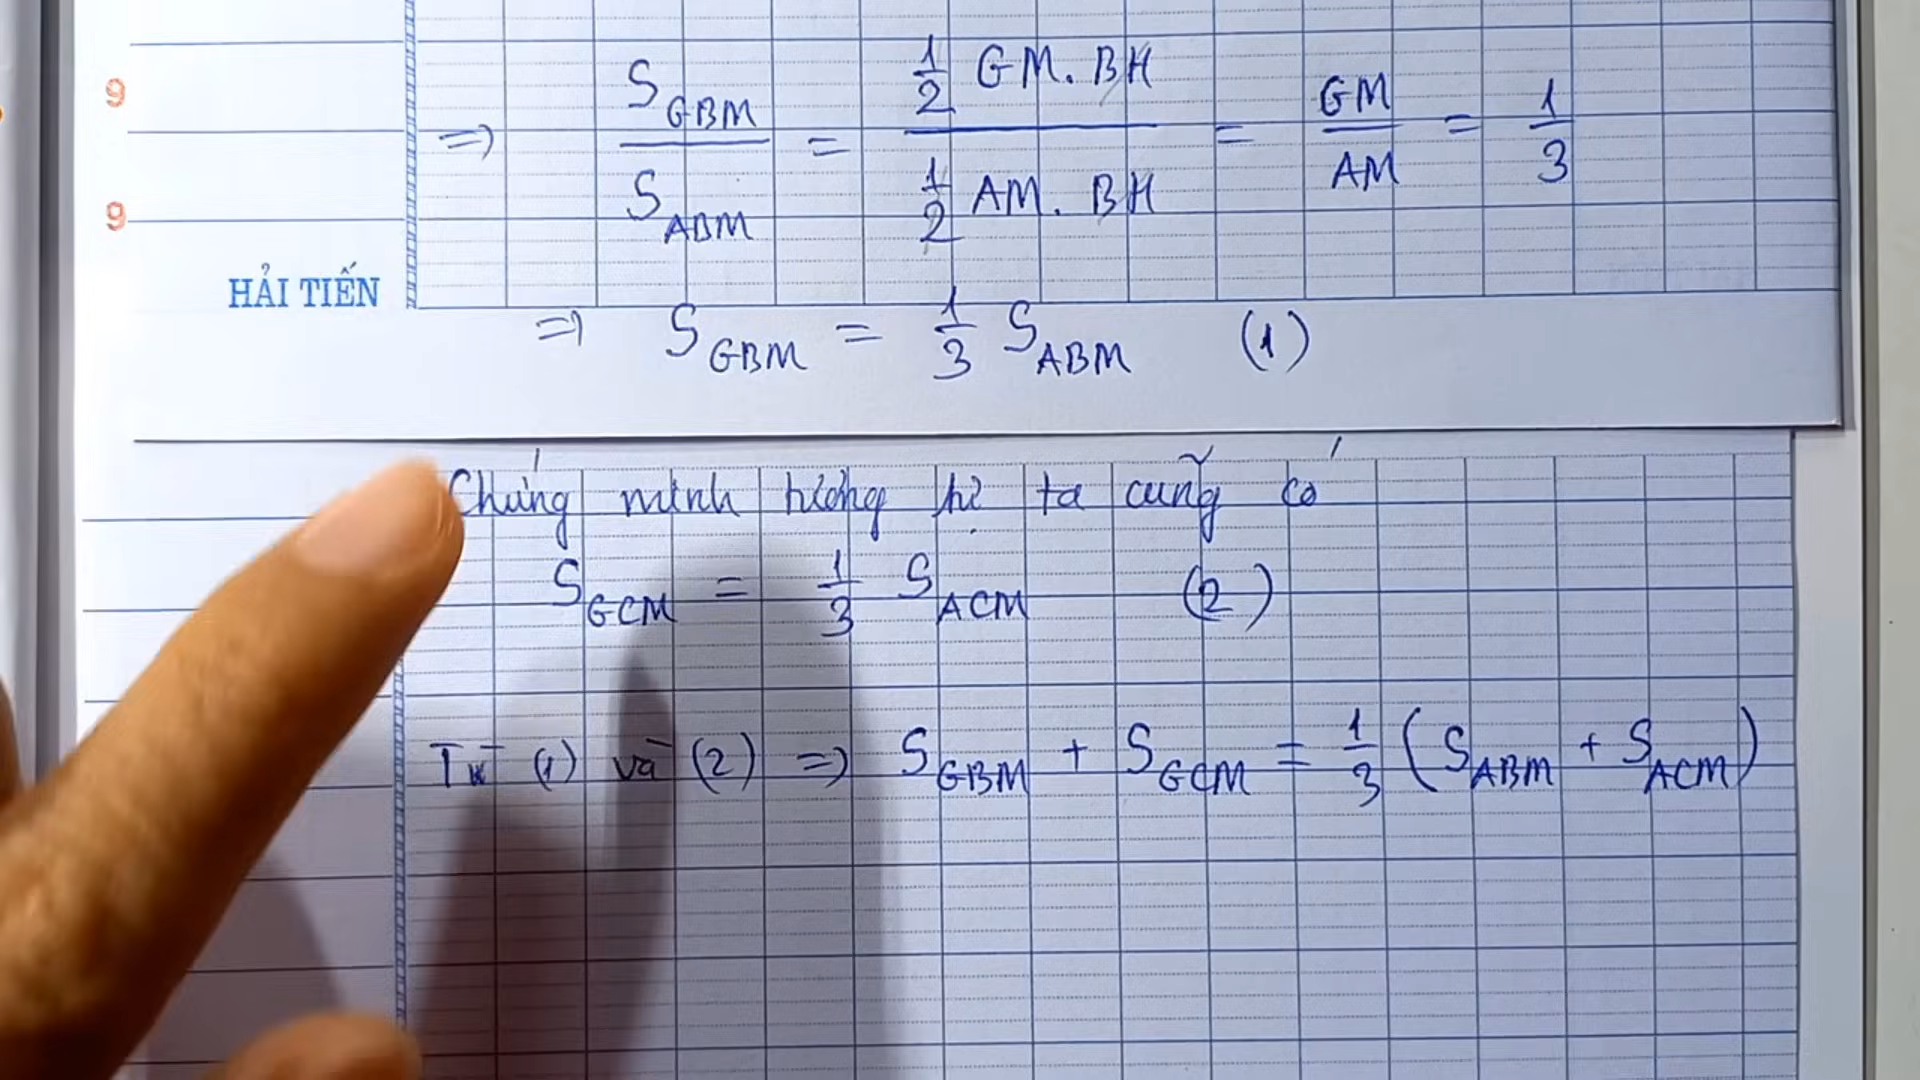 9
9
HẢI TIẾN
=> S_GBM / S_ABM = (1/2 GM. BH) / (1/2 AM. BH) = GM / AM = 1/3
=> S_GBM = 1/3 S_ABM (1)
Chứng minh tương tự ta cũng có
S_GCM = 1/3 S_ACM (2)
Từ (1) và (2) => S_GBM + S_GCM = 1/3 (S_ABM + S_ACM)